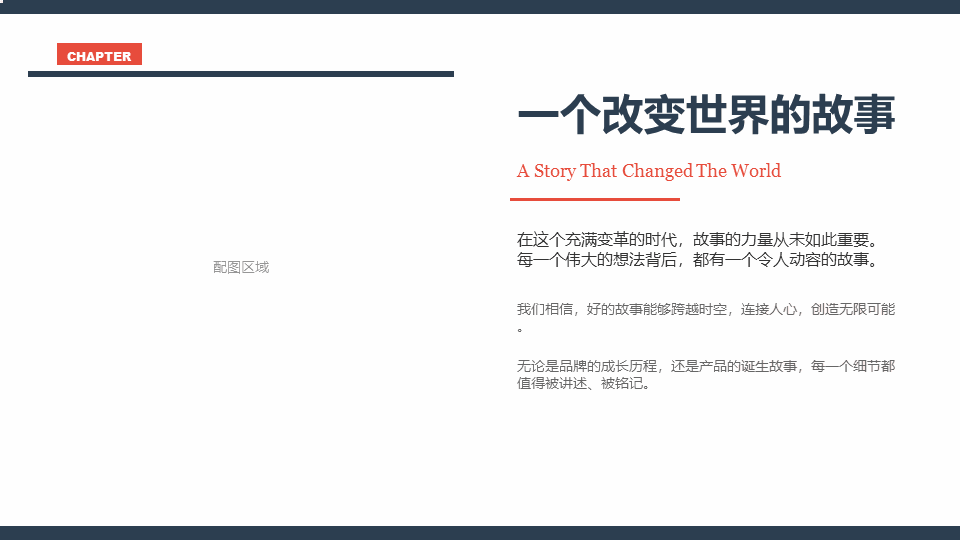 CHAPTER
一个改变世界的故事
A Story That Changed The World
在这个充满变革的时代，故事的力量从未如此重要。
每一个伟大的想法背后，都有一个令人动容的故事。
配图区域
我们相信，好的故事能够跨越时空，连接人心，创造无限可能
。
无论是品牌的成长历程，还是产品的诞生故事，每一个细节都
值得被讲述、被铭记。